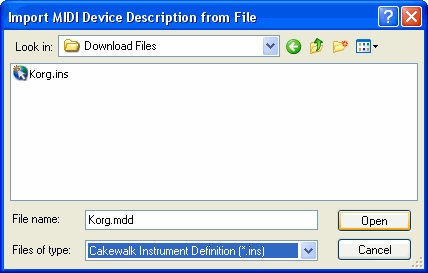 Import MIDI Device Description from File
Look in: Download Files
Korg.ins
File name: Korg.mdd Open
Files of type: Cakewalk Instrument Definition (*.ins) Cancel